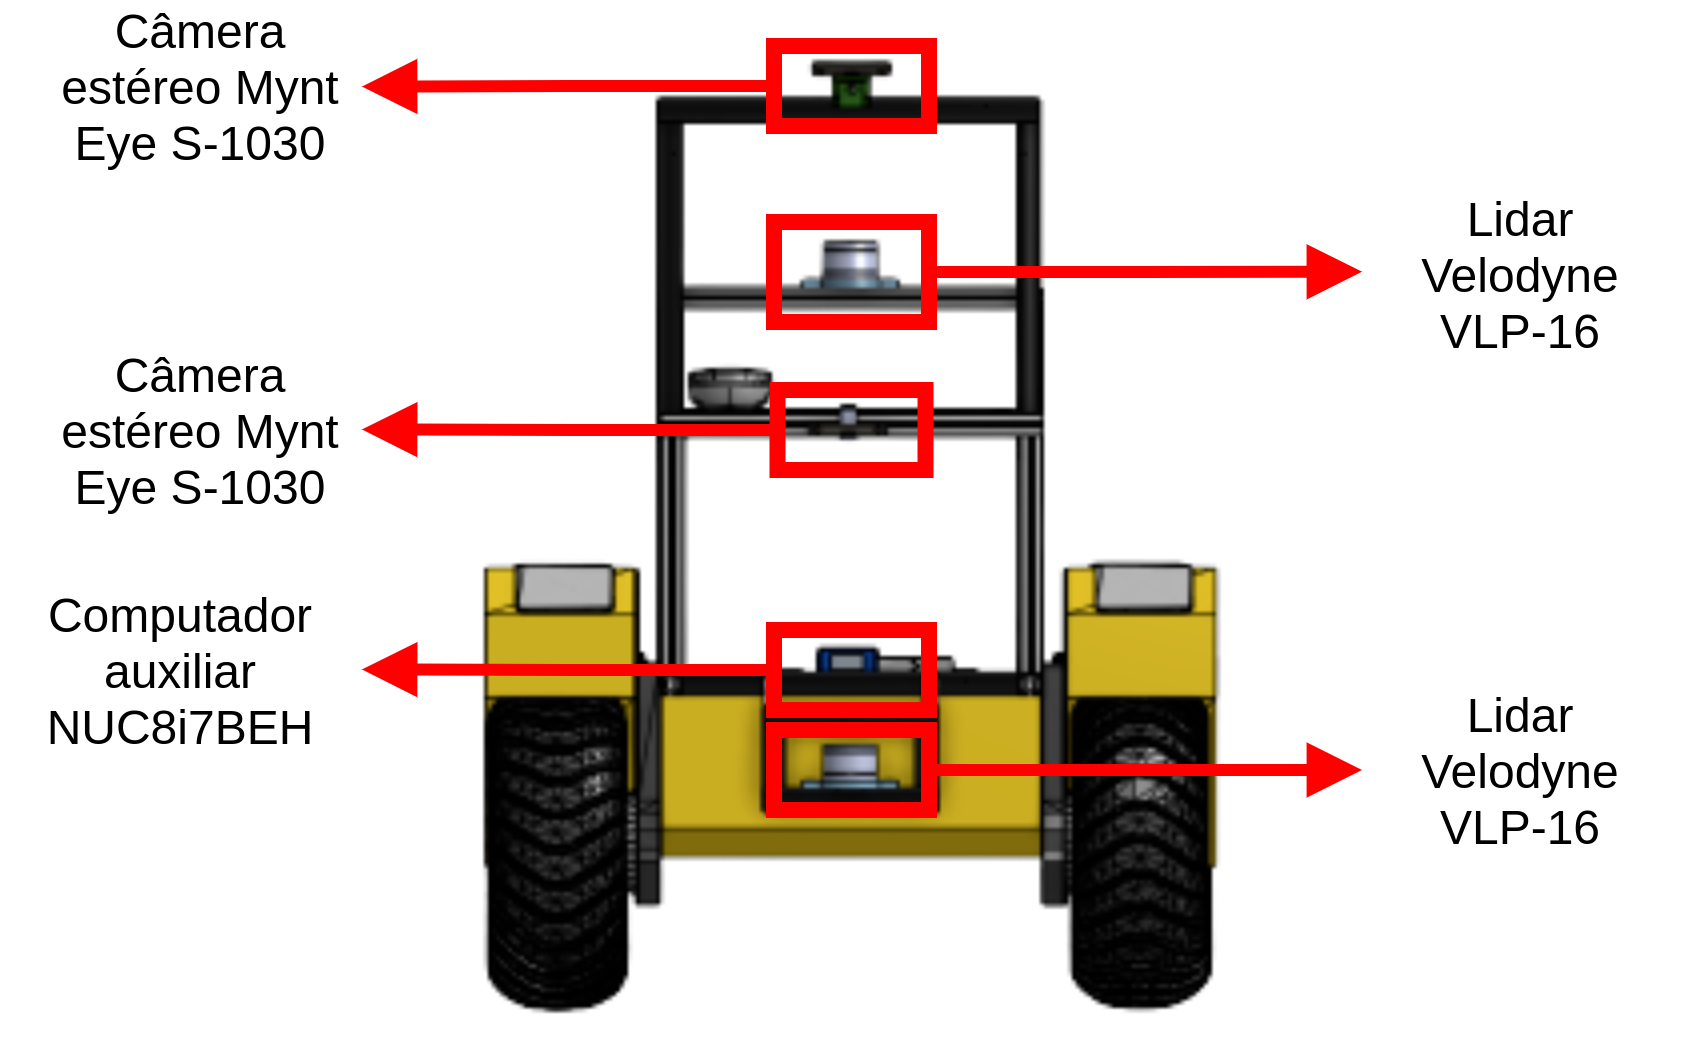 Câmera
estéreo Mynt
Eye S-1030
Lidar
Velodyne
VLP-16
Câmera
estéreo Mynt
Eye S-1030
Computador
auxiliar
NUC8i7BEH
Lidar
Velodyne
VLP-16